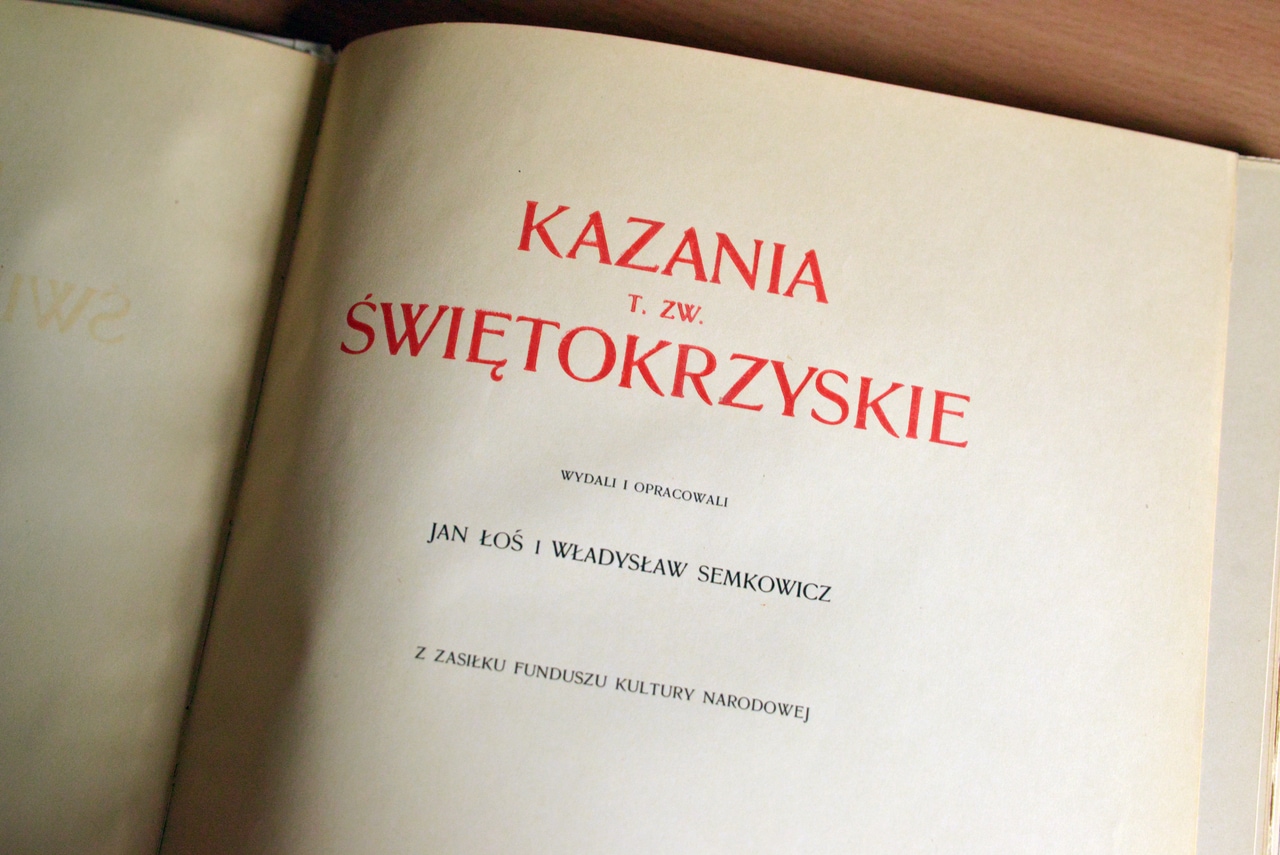 KAZANIA
T. ZW.
ŚWIĘTOKRZYSKIE
WYDALI I OPRACOWALI
JAN ŁOŚ I WŁADYSŁAW SEMKOWICZ
Z ZASIŁKU FUNDUSZU KULTURY NARODOWEJ